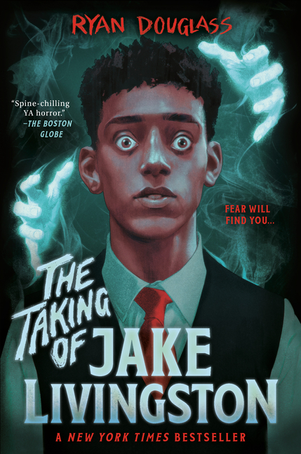 RYAN DOUGLASS
"Spine-chilling
YA horror."
–THE BOSTON
GLOBE
FEAR WILL
FIND YOU...
THE
TAKING
OF JAKE
LIVINGSTON
A NEW YORK TIMES BESTSELLER